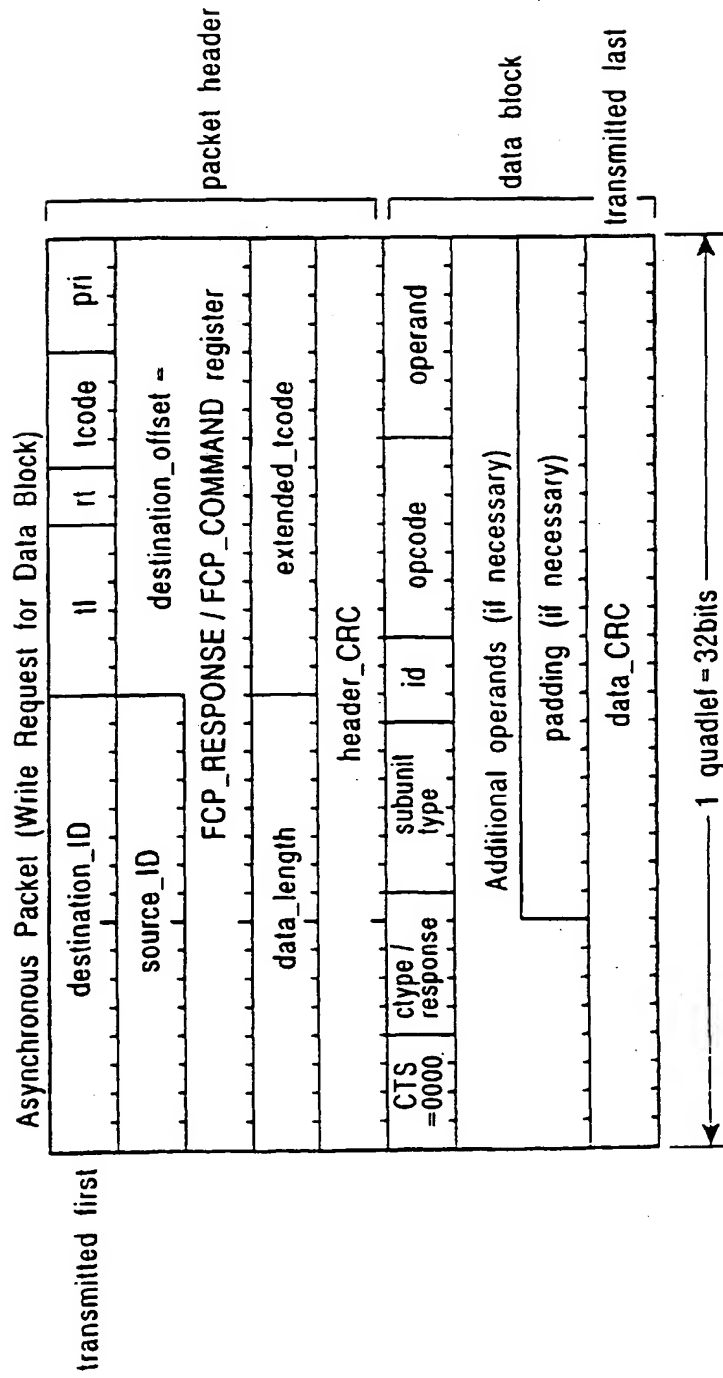 Asynchronous Packet (Write Request for Data Block)
transmitted first
destination_ID
tl
rt
tcode
pri
source_ID
destination_offset =
FCP_RESPONSE / FCP_COMMAND register
data_length
extended_tcode
header_CRC
packet header
CTS
=0000
ctype /
response
subunit
type
id
opcode
operand
Additional operands (if necessary)
padding (if necessary)
data_CRC
data block
transmitted last
1 quadlef = 32bits